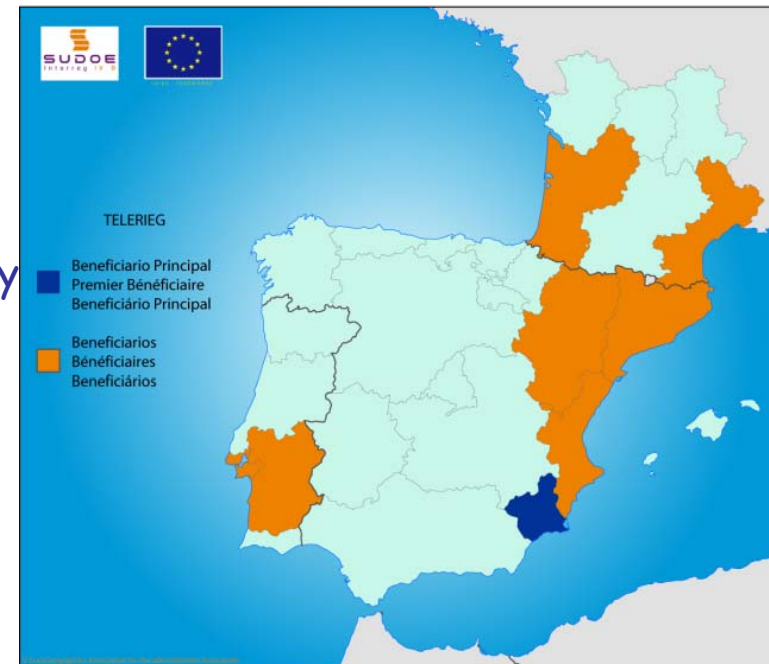 SUDOE
Interreg IV B
TELERIEG
y
Beneficiario Principal
Premier Bénéficiaire
Beneficiário Principal
Beneficiarios
Bénéficiaires
Beneficiários